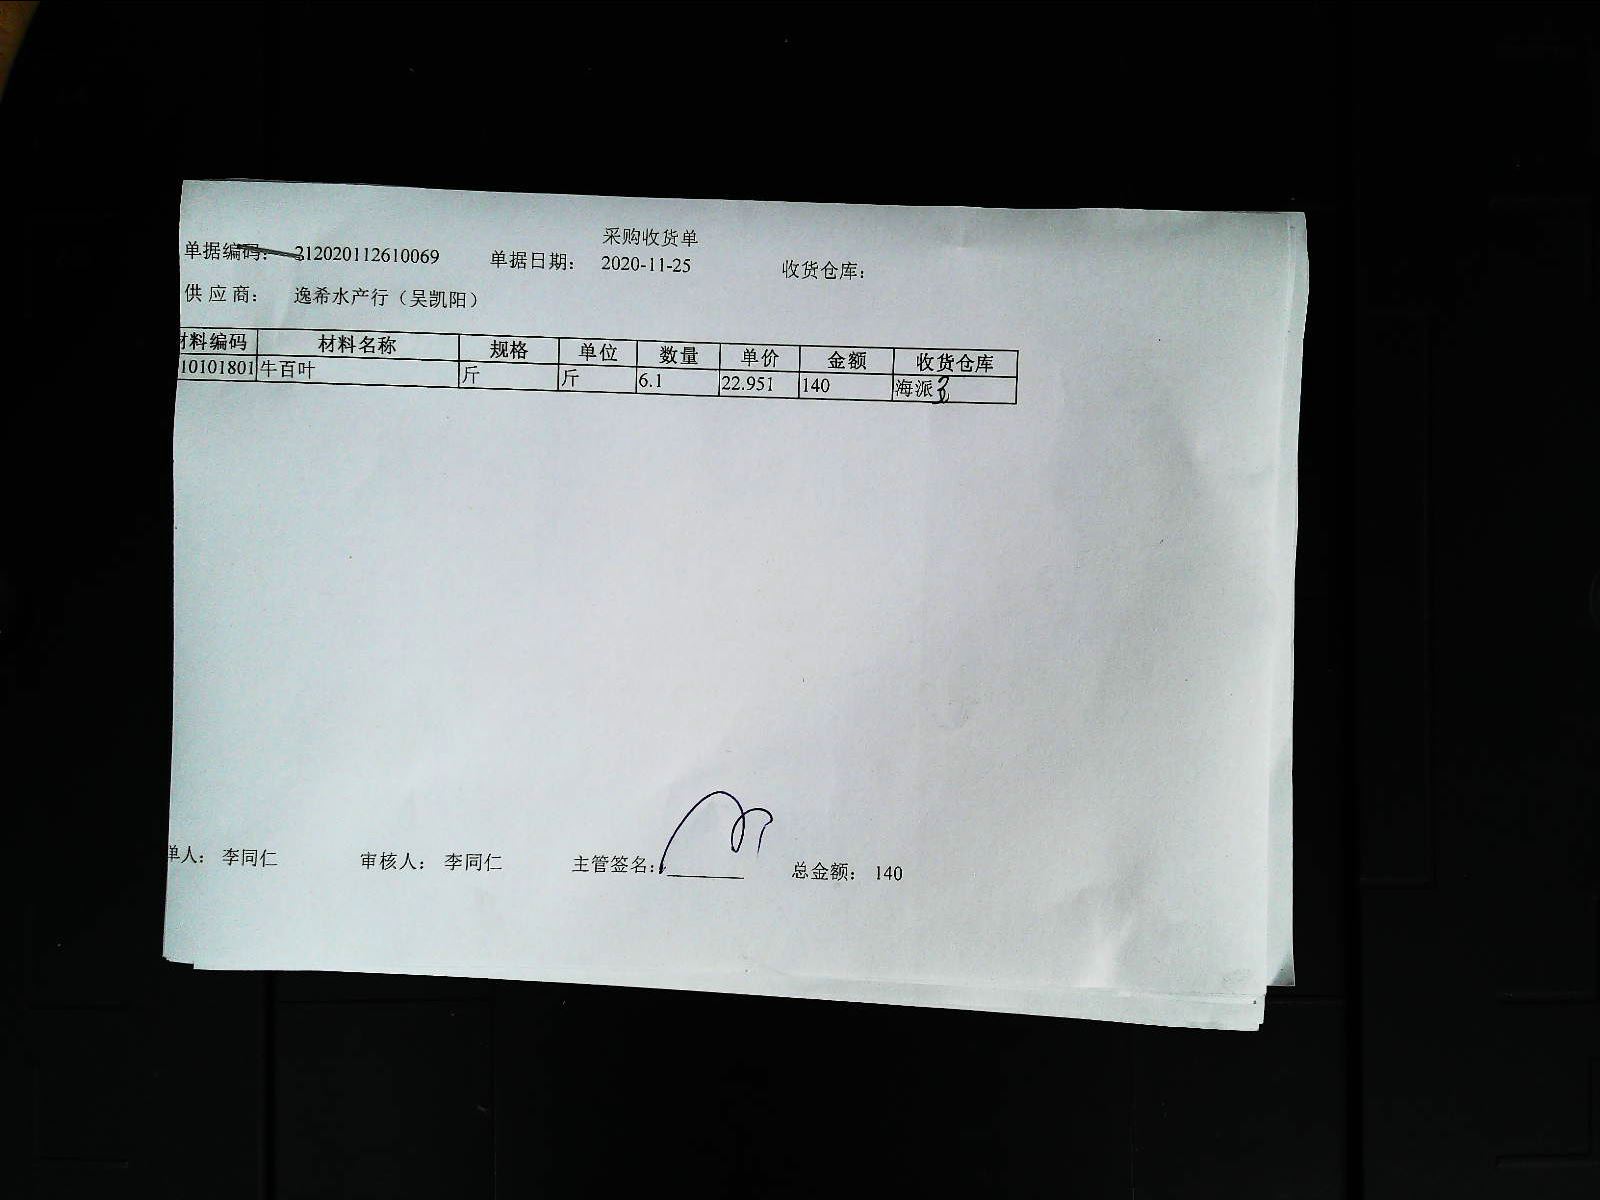 采购收货单
单据编码: 212020112610069 单据日期: 2020-11-25 收货仓库:
供应商: 逸希水产行（吴凯阳）
材料编码 材料名称 规格 单位 数量 单价 金额 收货仓库
10101801 牛百叶 斤 斤 6.1 22.951 140 海派
单人: 李同仁 审核人: 李同仁 主管签名: 总金额: 140